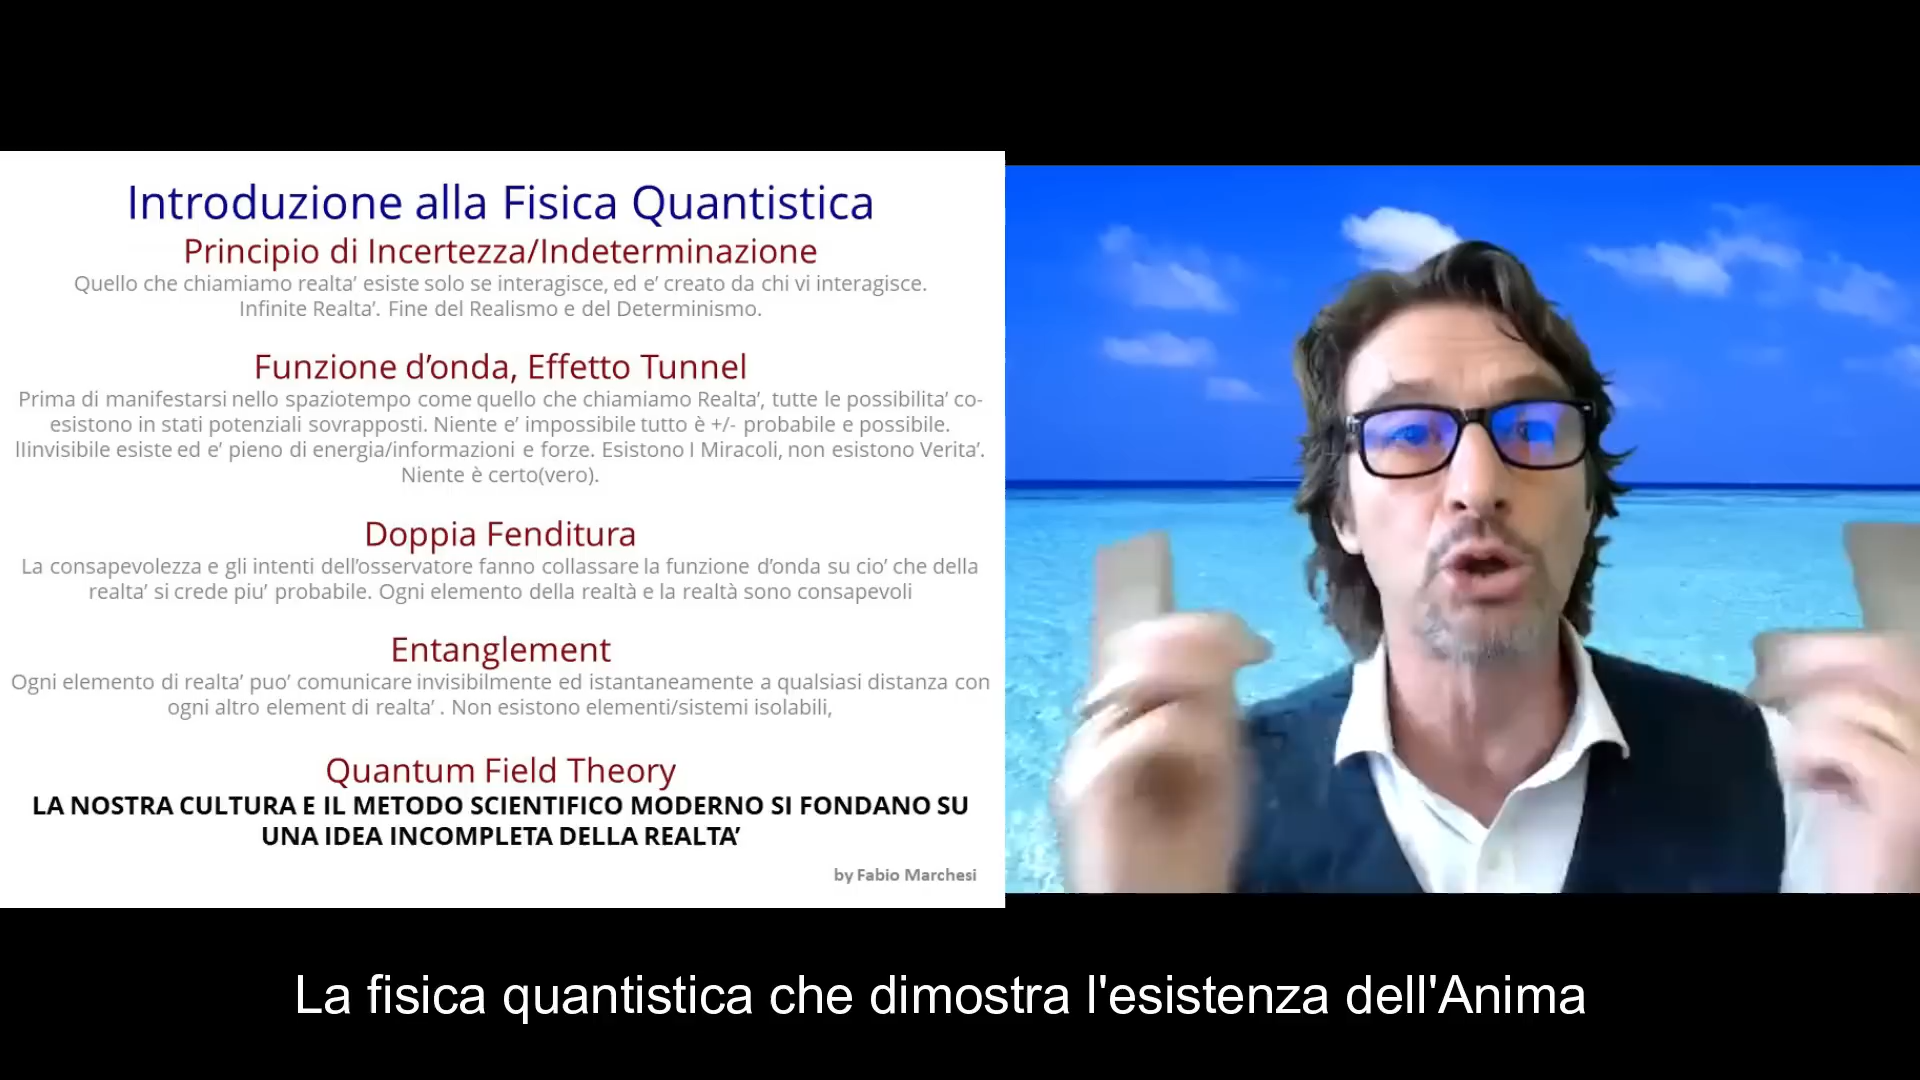 Introduzione alla Fisica Quantistica
Principio di Incertezza/Indeterminazione
Quello che chiamiamo realta’ esiste solo se interagisce, ed e’ creato da chi vi interagisce.
Infinite Realta’. Fine del Realismo e del Determinismo.
Funzione d’onda, Effetto Tunnel
Prima di manifestarsi nello spaziotempo come quello che chiamiamo Realta’, tutte le possibilita’ co-
esistono in stati potenziali sovrapposti. Niente e’ impossibile tutto è +/- probabile e possibile.
lIinvisibile esiste ed e’ pieno di energia/informazioni e forze. Esistono I Miracoli, non esistono Verita’.
Niente è certo(vero).
Doppia Fenditura
La consapevolezza e gli intenti dell’osservatore fanno collassare la funzione d’onda su cio’ che della
realta’ si crede piu’ probabile. Ogni elemento della realtà e la realtà sono consapevoli
Entanglement
Ogni elemento di realta’ puo’ comunicare invisibilmente ed istantaneamente a qualsiasi distanza con
ogni altro element di realta’ . Non esistono elementi/sistemi isolabili,
Quantum Field Theory
LA NOSTRA CULTURA E IL METODO SCIENTIFICO MODERNO SI FONDANO SU
UNA IDEA INCOMPLETA DELLA REALTA’
by Fabio Marchesi
La fisica quantistica che dimostra l'esistenza dell'Anima